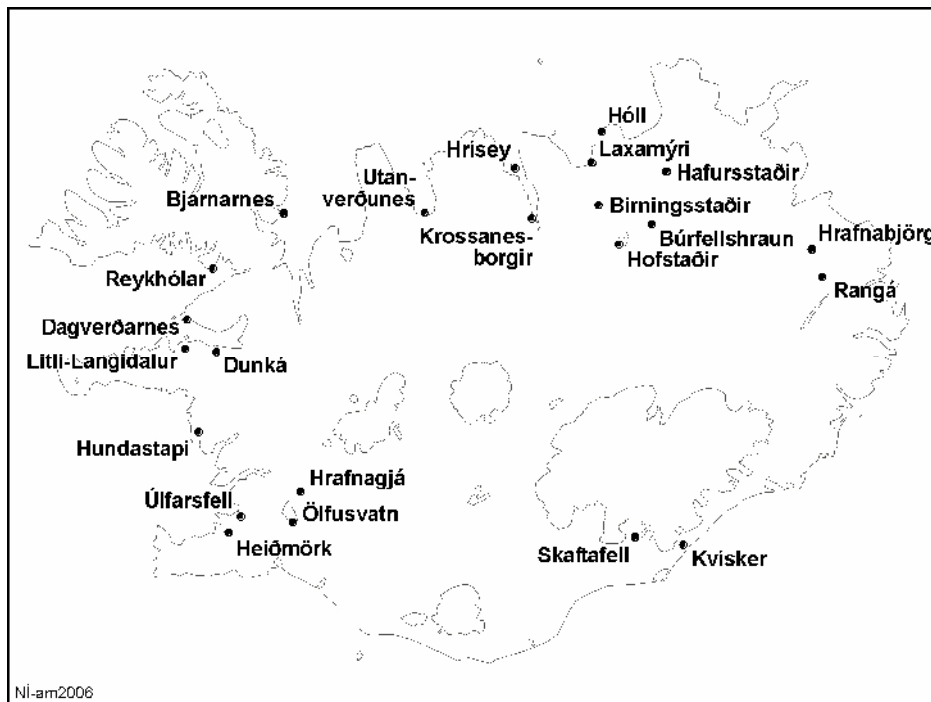 Hóll
Laxamýri
Hrísey
Hafursstaðir
Utan-
verðunes
Bjarnarnes
Birningsstaðir
Krossanes-
borgir
Búrfellshraun
Hofstaðir
Hrafnabjörg
Reykhólar
Rangá
Dagverðarnes
Litli-Langidalur
Dunká
Hundastapi
Hrafnagjá
Úlfarsfell
Ölfusvatn
Heiðmörk
Skaftafell
Kvísker
NÍ-am2006